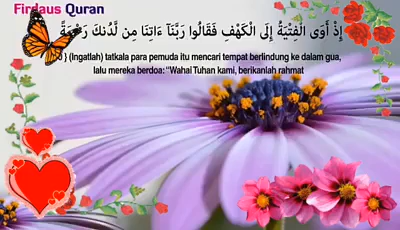 Firdaus Quran
إِذْ أَوَى الْفِتْيَةُ إِلَى الْكَهْفِ فَقَالُوا رَبَّنَآ ءَاتِنَا مِن لَّدُنكَ رَحْمَةً
} (Ingatlah) tatkala para pemuda itu mencari tempat berlindung ke dalam gua,
lalu mereka berdoa: "Wahai Tuhan kami, berikanlah rahmat